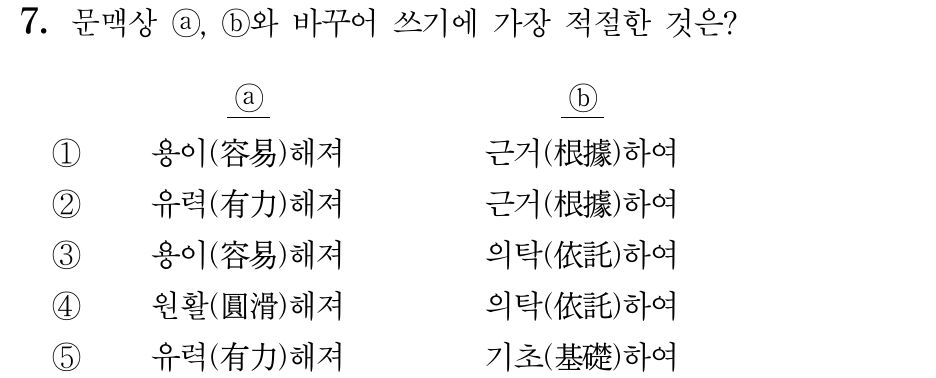 7. 문맥상 ⓐ, ⓑ와 바꾸어 쓰기에 가장 적절한 것은?
ⓐ ⓑ
① 용이(容易)해져 근거(根據)하여
② 유력(有力)해져 근거(根據)하여
③ 용이(容易)해져 의탁(依託)하여
④ 원활(圓滑)해져 의탁(依託)하여
⑤ 유력(有力)해져 기초(基礎)하여